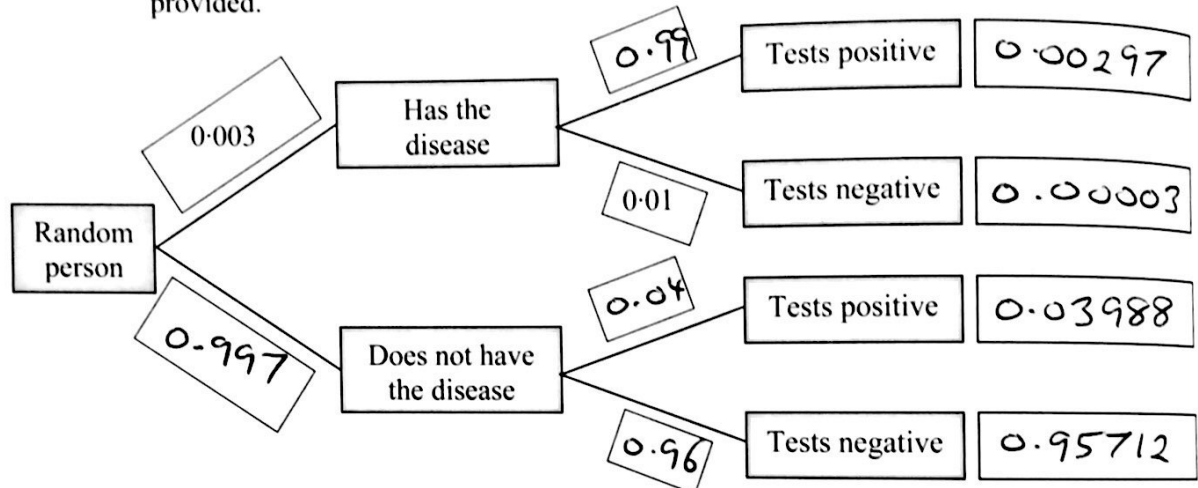 provided.
0.99
Tests positive
0.00297
0·003
Has the
disease
0·01
Tests negative
0.00003
Random
person
0.04
Tests positive
0.03988
0.997
Does not have
the disease
0.96
Tests negative
0.95712